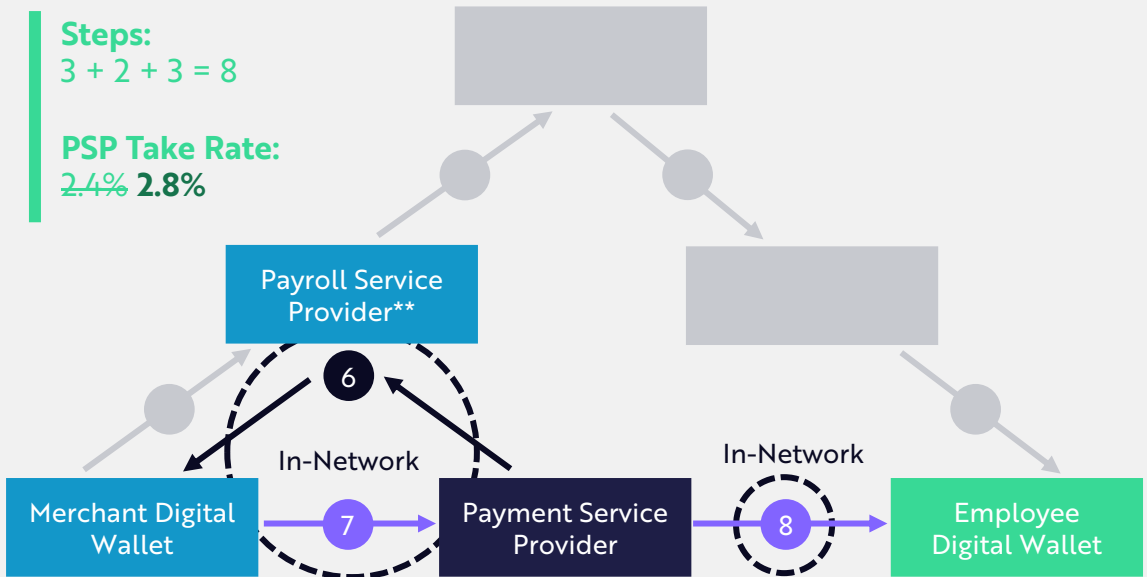 Steps:
3 + 2 + 3 = 8
PSP Take Rate:
2.4% 2.8%
Payroll Service
Provider**
6
In-Network
In-Network
Merchant Digital
Wallet
7
Payment Service
Provider
8
Employee
Digital Wallet